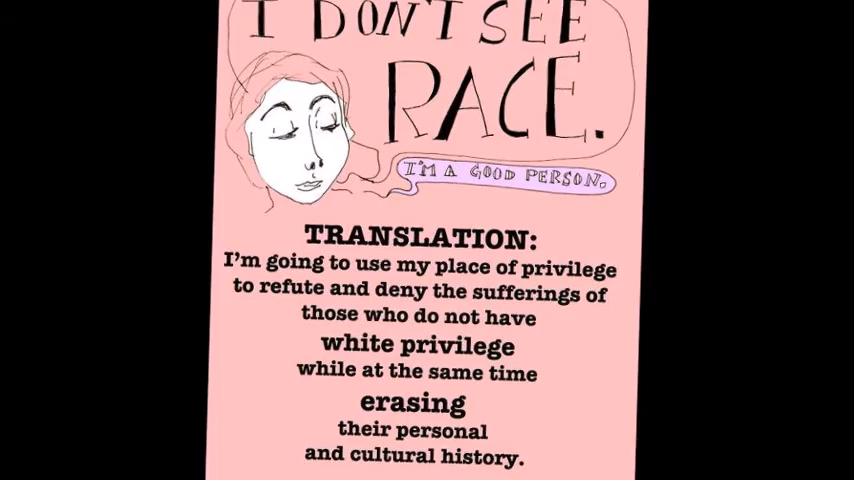 I DON'T SEE
RACE.
I'M A GOOD PERSON.
TRANSLATION:
I'm going to use my place of privilege
to refute and deny the sufferings of
those who do not have
white privilege
while at the same time
erasing
their personal
and cultural history.